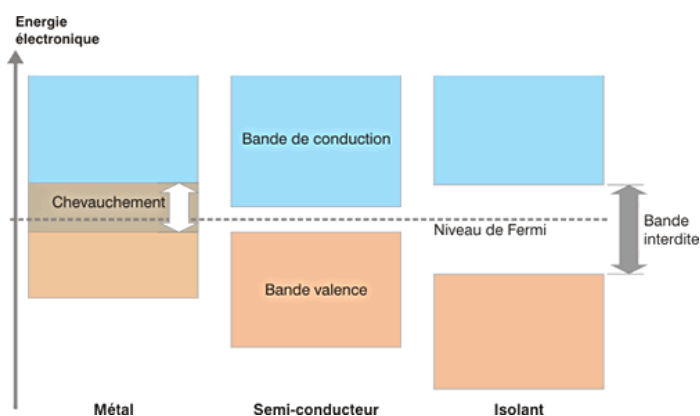 Energie
électronique
Bande de conduction
Chevauchement
Niveau de Fermi
Bande
interdite
Bande valence
Métal
Semi-conducteur
Isolant